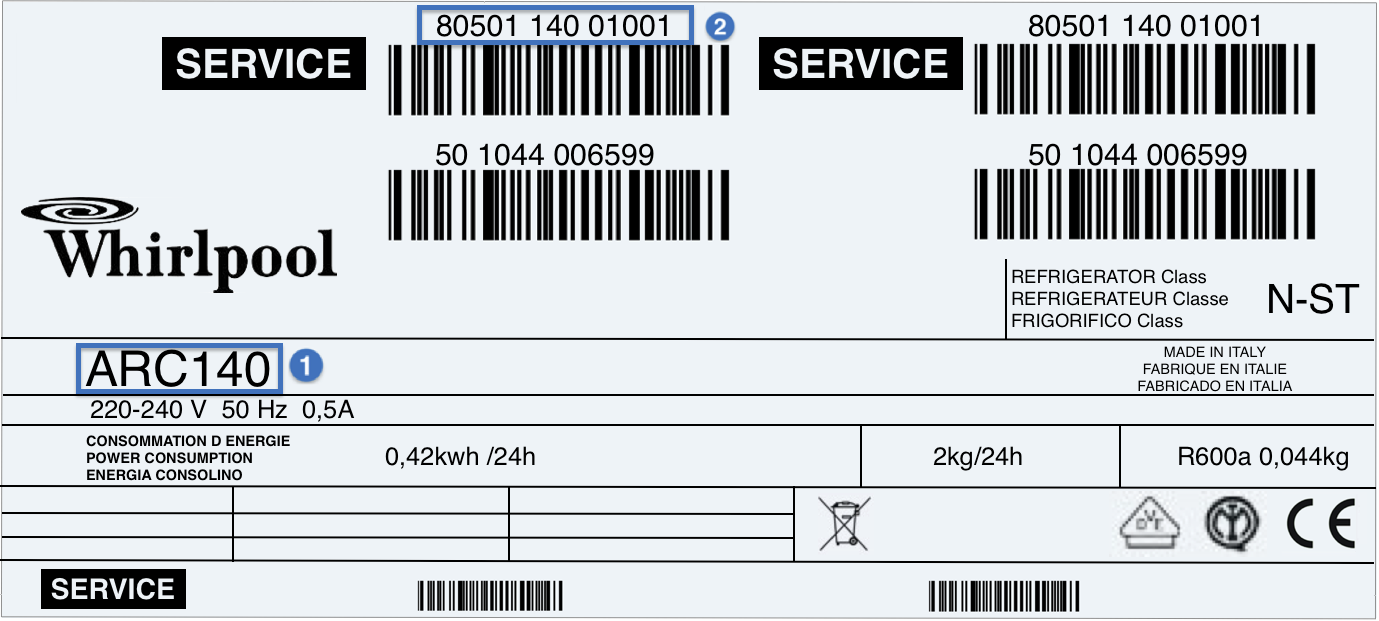 80501 140 01001 2 80501 140 01001
SERVICE SERVICE
50 1044 006599 50 1044 006599
Whirlpool
REFRIGERATOR Class
REFRIGERATEUR Classe N-ST
FRIGORIFICO Class
ARC140 1
MADE IN ITALY
FABRIQUE EN ITALIE
FABRICADO EN ITALIA
220-240 V 50 Hz 0,5A
CONSOMMATION D ENERGIE
POWER CONSUMPTION
ENERGIA CONSOLINO
0,42kwh /24h 2kg/24h R600a 0,044kg
CE
SERVICE